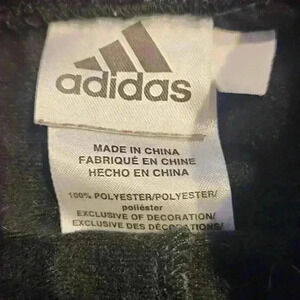 adidas
MADE IN CHINA
FABRIQUÉ EN CHINE
HECHO EN CHINA
100% POLYESTER/POLYESTER/
poliéster
EXCLUSIVE OF DECORATION/
EXCLUSIVE DES DÉCORATIONS/